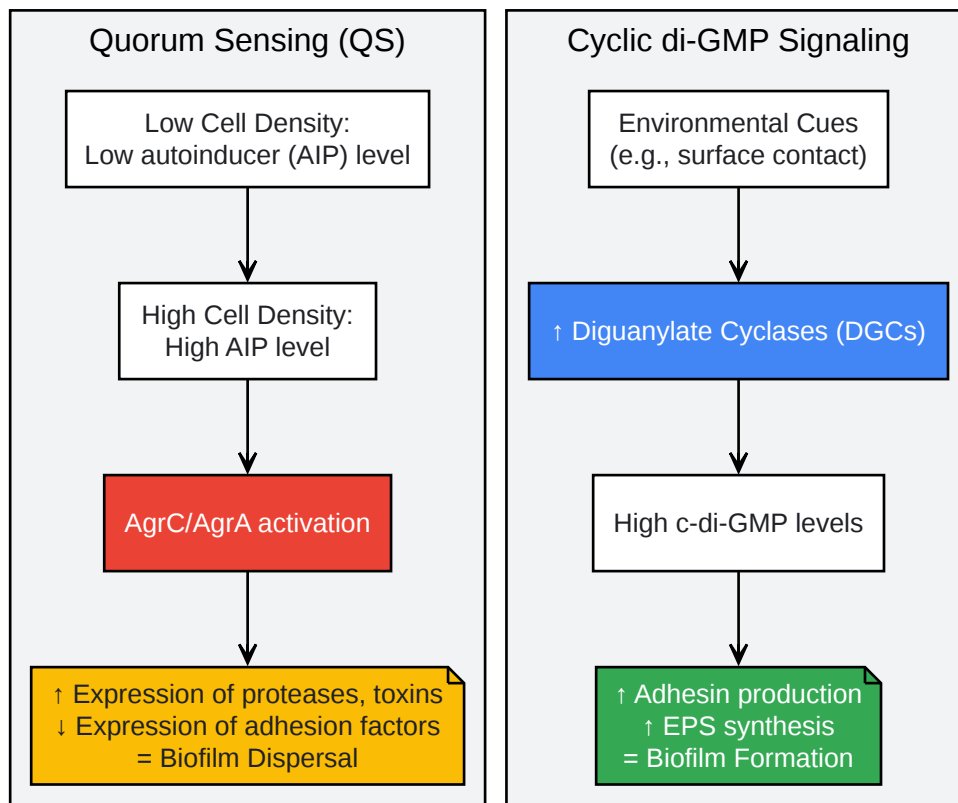 Quorum Sensing (QS)
Low Cell Density:
Low autoinducer (AIP) level
High Cell Density:
High AIP level
AgrC/AgrA activation
↑ Expression of proteases, toxins
↓ Expression of adhesion factors
= Biofilm Dispersal
Cyclic di-GMP Signaling
Environmental Cues
(e.g., surface contact)
↑ Diguanylate Cyclases (DGCs)
High c-di-GMP levels
↑ Adhesin production
↑ EPS synthesis
= Biofilm Formation